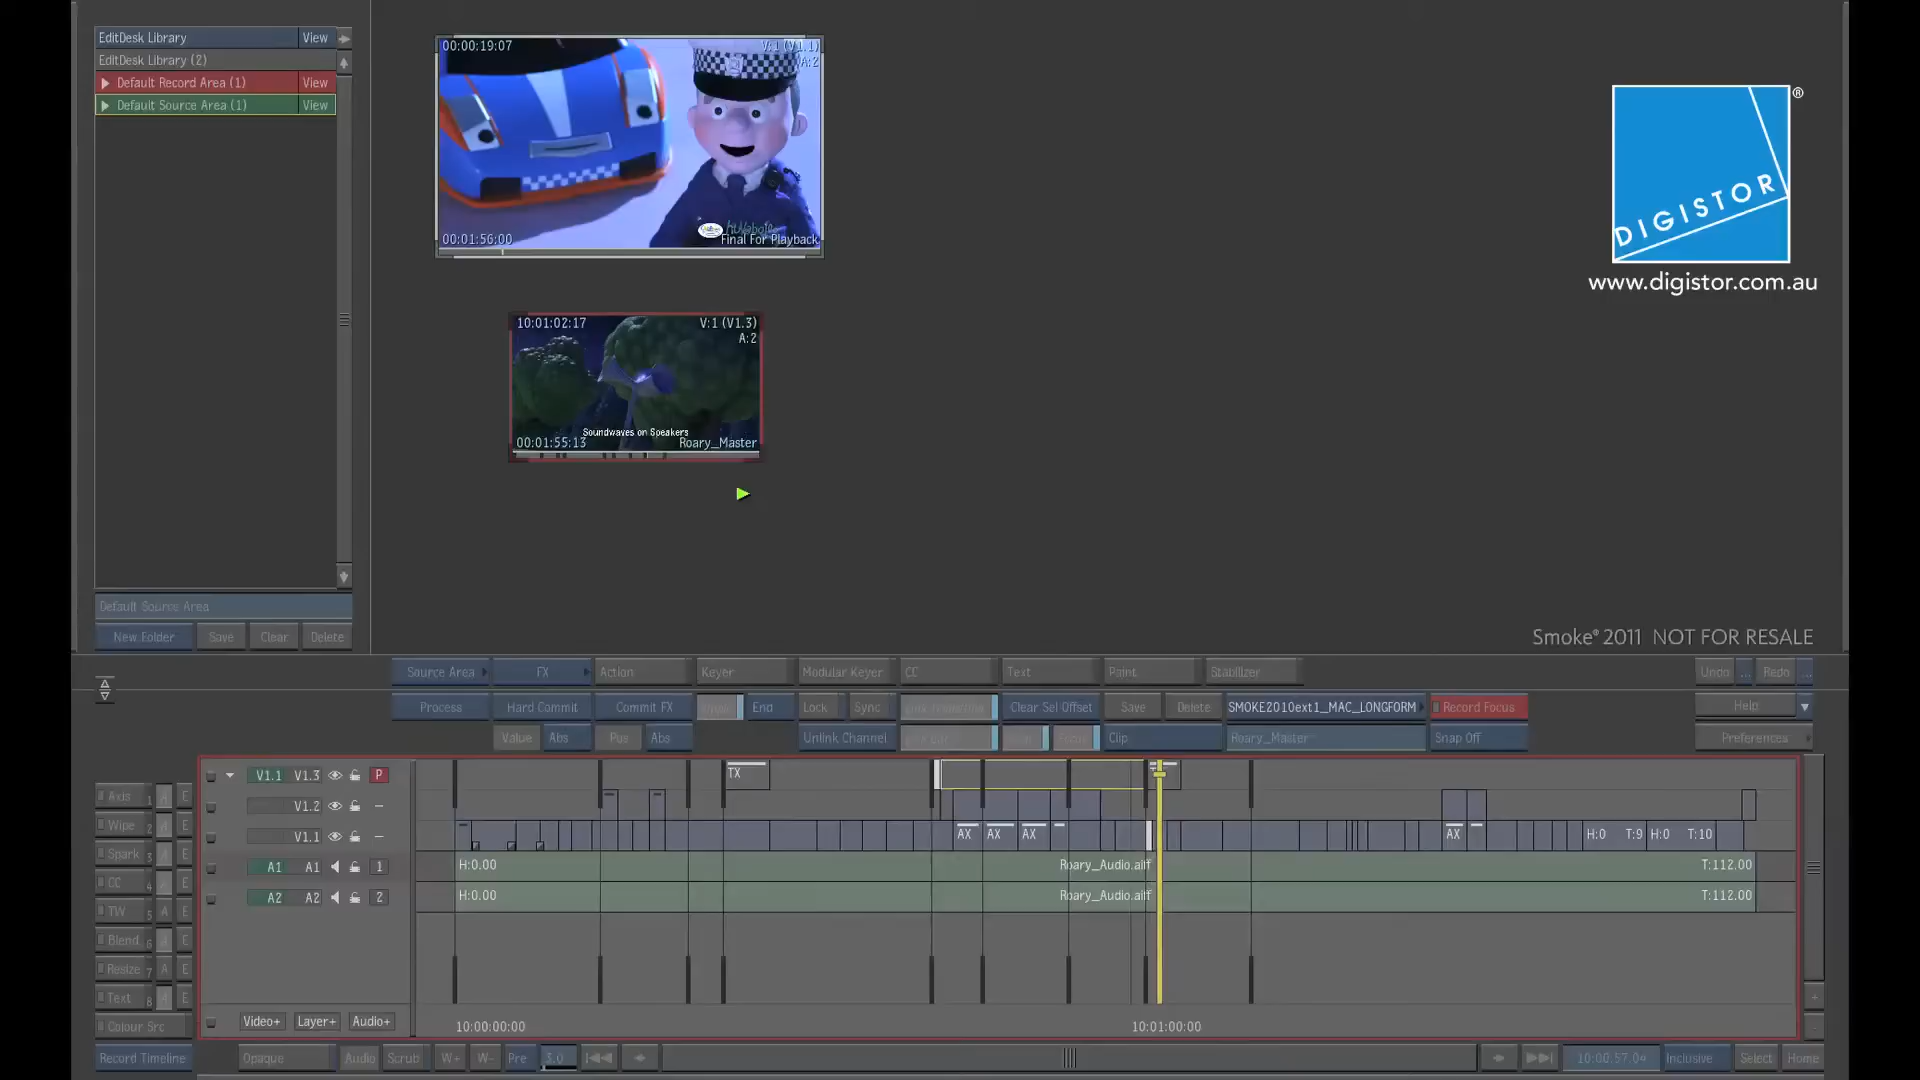 EditDesk Library View
EditDesk Library (2)
Default Record Area (1) View
Default Source Area (1) View
Default Source Area
New Folder Save Clear Delete
00:00:19:07 V:1 (V1.1)
A:2
00:01:56:00 Final For Playback
10:01:02:17 V:1 (V1.3)
A:2
Soundwaves on Speakers
00:01:55:13 Roary_Master
®
DIGISTOR
www.digistor.com.au
Smoke® 2011 NOT FOR RESALE
Source Area FX Action Keyer Modular Keyer CC Text Paint Stabilizer Undo ... Redo ...
Process Hard Commit Commit FX End Lock Sync Clear Sel Offset Save Delete SMOKE2010ext1_MAC_LONGFORM Record Focus Help
Value Abs Pos Abs Unlink Channel Clip Roary_Master Snap Off Preferences
V1.1 V1.3 P TX
V1.2
V1.1 AX AX AX AX H:0 T:9 H:0 T:10
A1 A1 1 H:0.00 Roary_Audio.aiff T:112.00
A2 A2 2 H:0.00 Roary_Audio.aiff T:112.00
Axis 1 A E
Wipe 2 A E
Spark 3 A E
CC 4 A E
TW 5 A E
Blend 6 A E
Resize 7 A E
Text 8 A E
Colour Src
Video+ Layer+ Audio+ 10:00:00:00 10:01:00:00
Record Timeline Opaque Audio Scrub W+ W- Pre 3.0 10:00:57:04 Inclusive Select Home